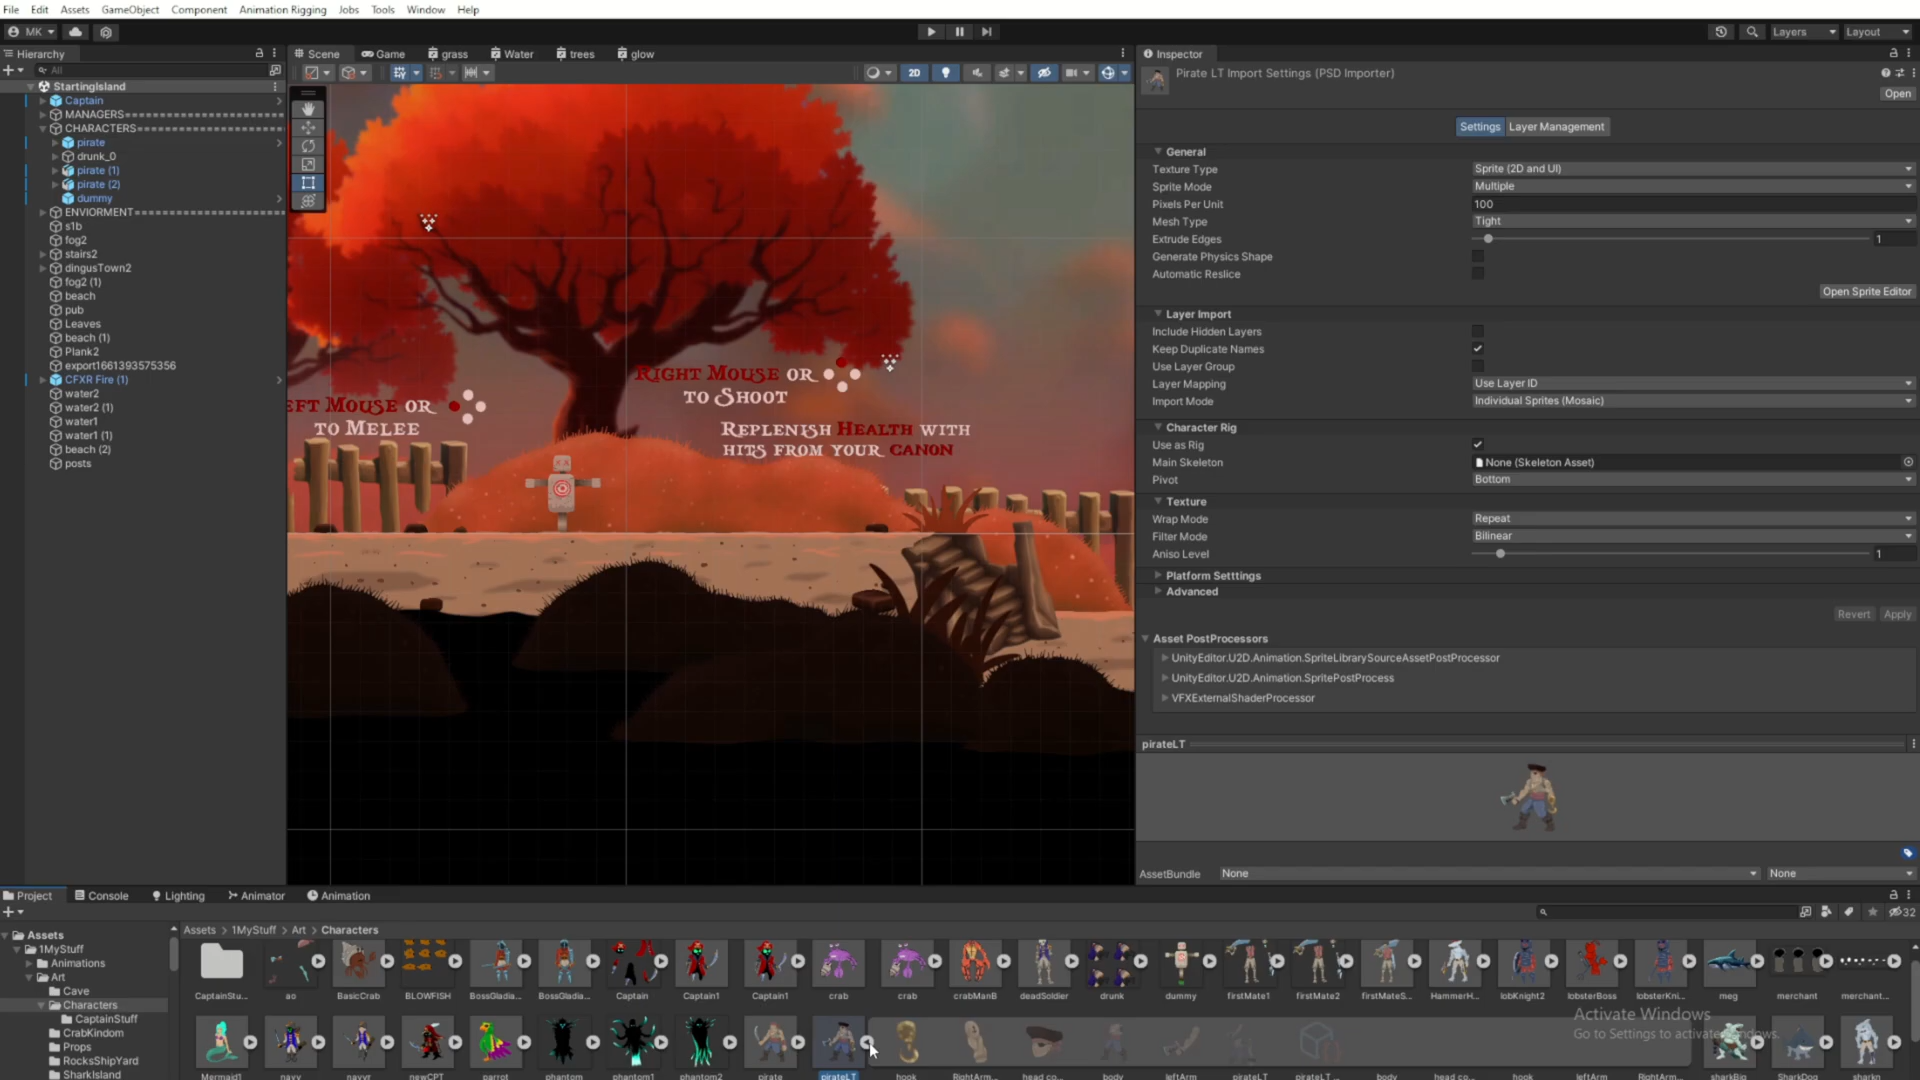 File Edit Assets GameObject Component Animation Rigging Jobs Tools Window Help
MK Layers Layout
Hierarchy Scene Game grass Water trees glow Inspector
All 2D
Pirate LT Import Settings (PSD Importer)
Open
Settings Layer Management
StartingIsland
Captain
MANAGERS================
CHARACTERS
pirate
drunk_0
pirate (1)
pirate (2)
dummy
ENVIORMENT
s1b
fog2
stairs2
dingusTown2
fog2 (1)
beach
pub
Leaves
beach (1)
Plank2
export1661393575356
CFXR Fire (1)
water2
water2 (1)
water1
water1 (1)
beach (2)
posts
EFT MOUSE OR
TO MELEE
RIGHT MOUSE OR
TO SHOOT
REPLENISH HEALTH WITH
HITS FROM YOUR CANON
General
Texture Type Sprite (2D and UI)
Sprite Mode Multiple
Pixels Per Unit 100
Mesh Type Tight
Extrude Edges 1
Generate Physics Shape
Automatic Reslice
Open Sprite Editor
Layer Import
Include Hidden Layers
Keep Duplicate Names
Use Layer Group
Layer Mapping Use Layer ID
Import Mode Individual Sprites (Mosaic)
Character Rig
Use as Rig
Main Skeleton None (Skeleton Asset)
Pivot Bottom
Texture
Wrap Mode Repeat
Filter Mode Bilinear
Aniso Level 1
Platform Setttings
Advanced
Revert Apply
Asset PostProcessors
UnityEditor.U2D.Animation.SpriteLibrarySourceAssetPostProcessor
UnityEditor.U2D.Animation.SpritePostProcess
VFXExternalShaderProcessor
pirateLT
AssetBundle None None
Project Console Lighting Animator Animation
32
Assets
1MyStuff
Animations
Art
Cave
Characters
CaptainStuff
CrabKindom
Props
RocksShipYard
SharkIsland
Assets 1MyStuff Art Characters
CaptainStu... ao BasicCrab BLOWFISH BossGladia... BossGladia... Captain Captain1 Captain1 crab crab crabManB deadSoldier drunk dummy firstMate1 firstMate2 firstMateS... HammerH... lobKnight2 lobsterBoss lobsterKni... meg merchant merchant...
Mermaid1 navy navyr newCPT parrot phantom phantom1 phantom2 pirate pirateLT hook RightArm... head co... body leftArm pirateLT pirateLT ... body head co... hook leftArm RightArm... sharkBig SharkDog sharkn
Activate Windows
Go to Settings to activate Windows.